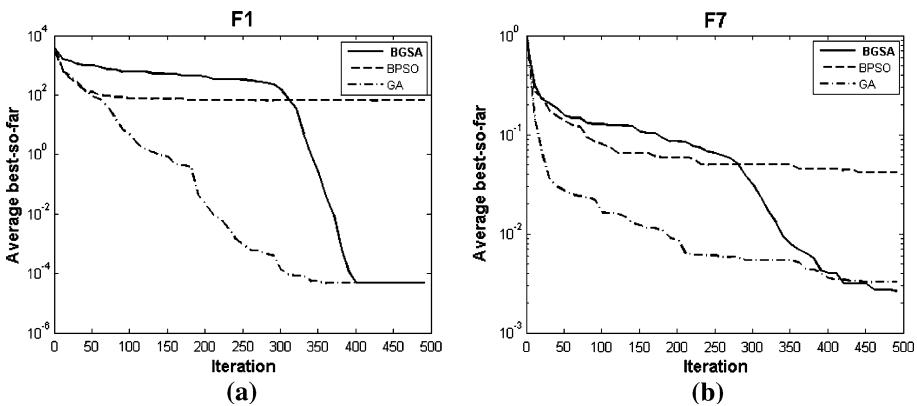 F1
10^4
10^2
10^0
10^-2
10^-4
10^-6
Average best-so-far
BGSA
BPSO
GA
0 50 100 150 200 250 300 350 400 450 500
Iteration
(a)
F7
10^0
10^-1
10^-2
10^-3
Average best-so-far
BGSA
BPSO
GA
0 50 100 150 200 250 300 350 400 450 500
Iteration
(b)